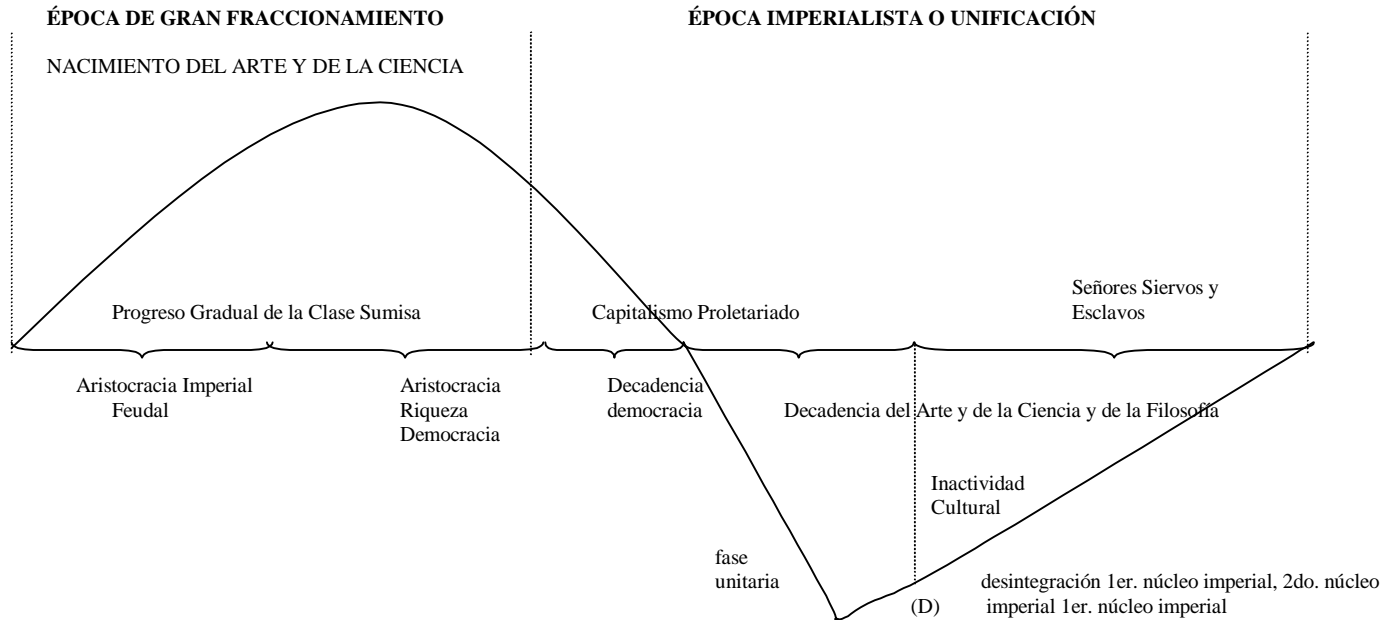 ÉPOCA DE GRAN FRACCIONAMIENTO
ÉPOCA IMPERIALISTA O UNIFICACIÓN
NACIMIENTO DEL ARTE Y DE LA CIENCIA
Señores Siervos y
Esclavos
Progreso Gradual de la Clase Sumisa
Capitalismo Proletariado
Aristocracia Imperial
Feudal
Aristocracia
Riqueza
Democracia
Decadencia
democracia
Decadencia del Arte y de la Ciencia y de la Filosofía
Inactividad
Cultural
fase
unitaria
(D)
desintegración 1er. núcleo imperial, 2do. núcleo
imperial 1er. núcleo imperial